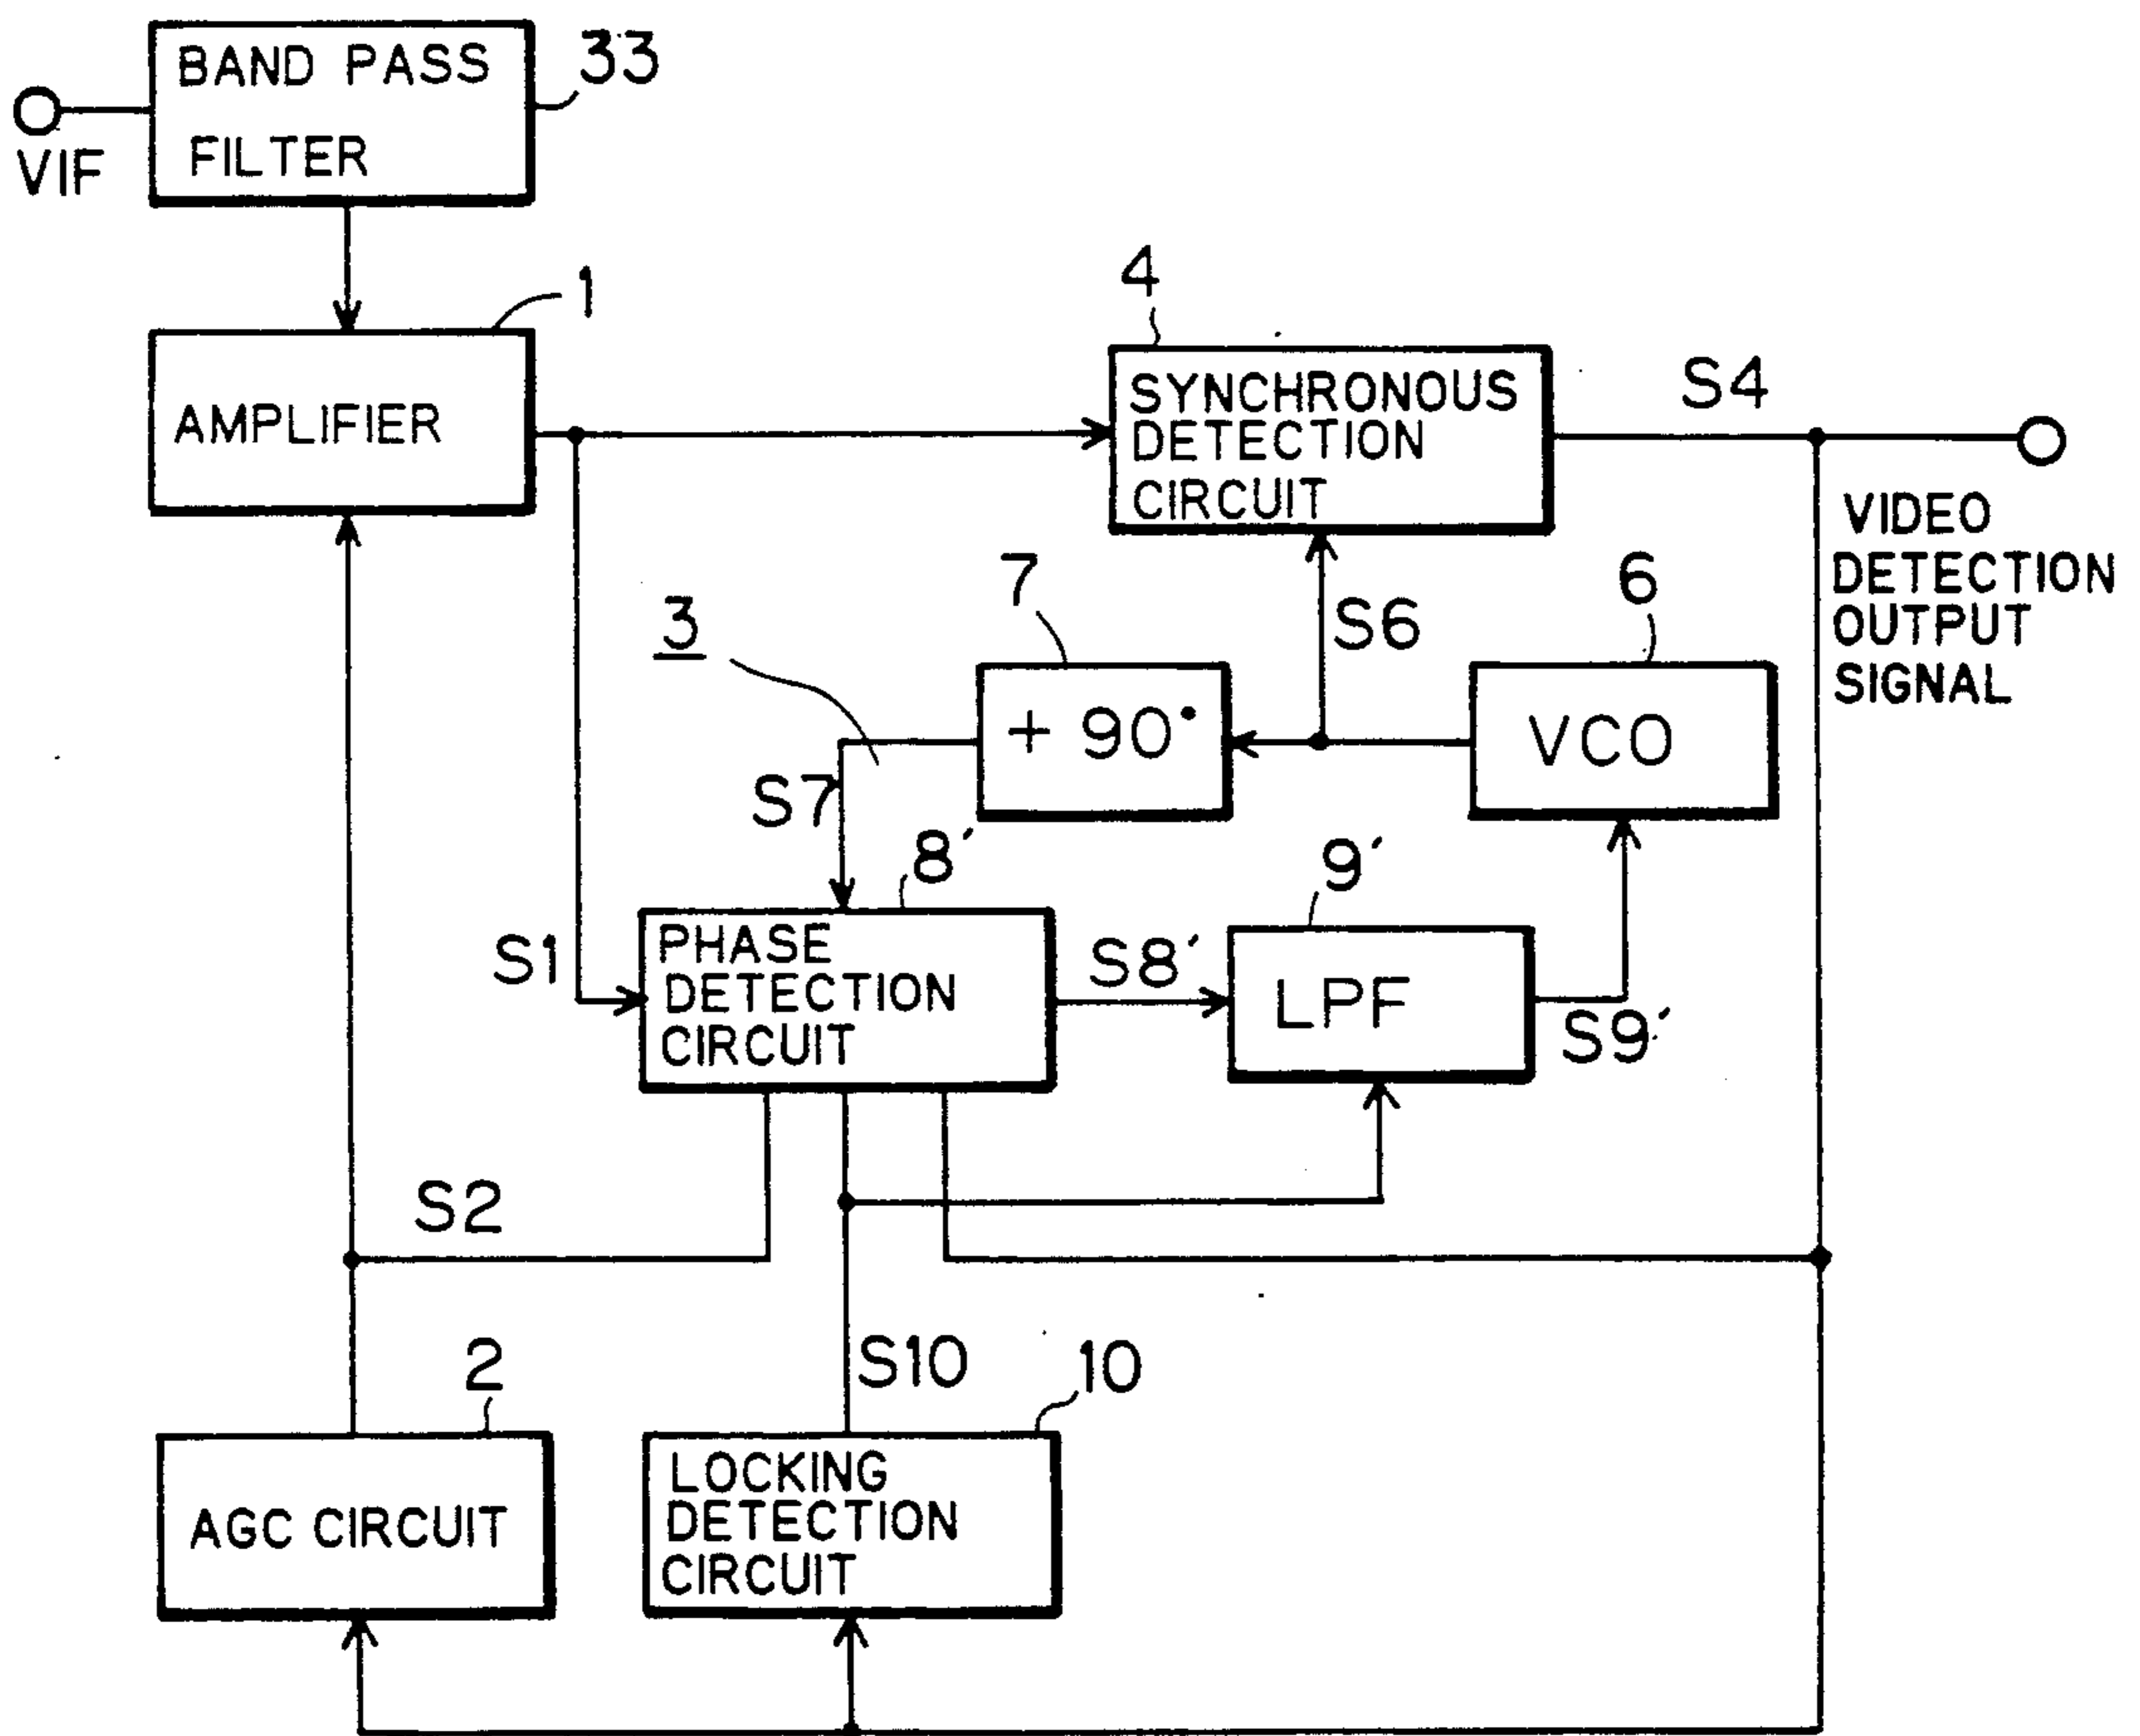 BAND PASS
FILTER
33
VIF
1
AMPLIFIER
4
SYNCHRONOUS
DETECTION
CIRCUIT
S4
VIDEO
DETECTION
OUTPUT
SIGNAL
3
7
+ 90°
S6
6
VCO
S7
8'
9'
S1
PHASE
DETECTION
CIRCUIT
S8'
LPF
S9'
S2
S10
2
10
AGC CIRCUIT
LOCKING
DETECTION
CIRCUIT